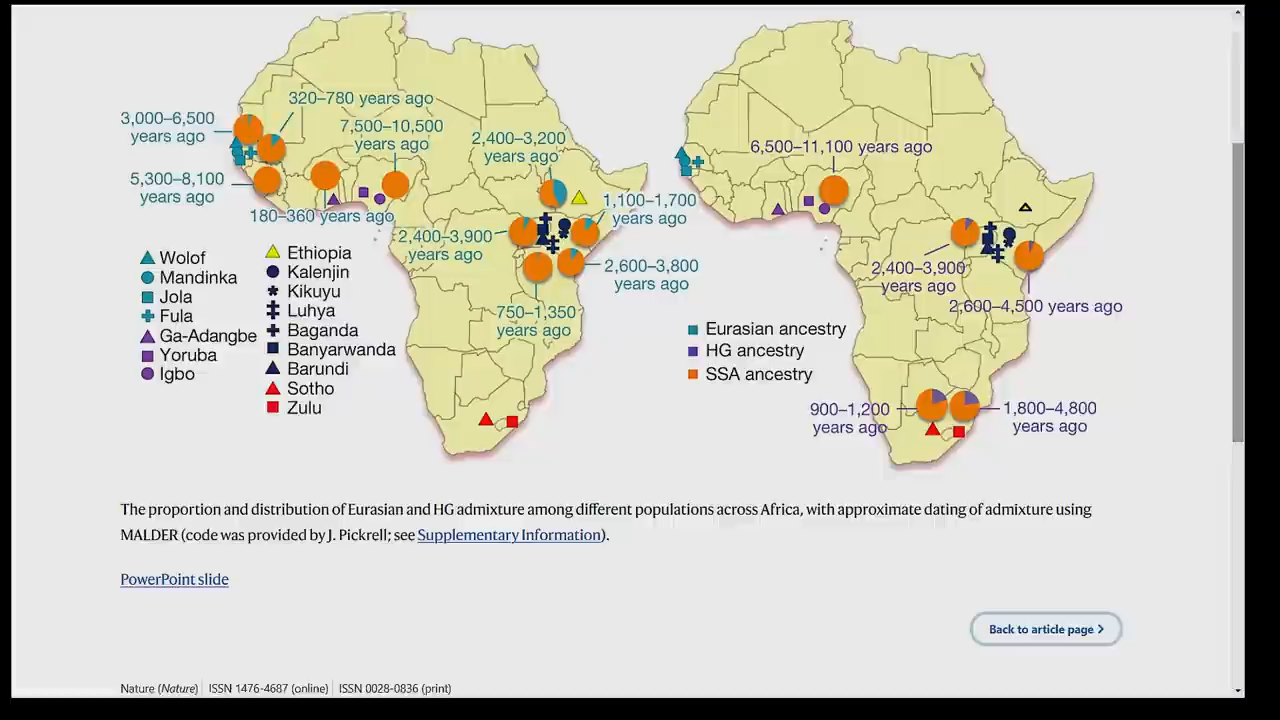 320–780 years ago
3,000–6,500
years ago
7,500–10,500
years ago
2,400–3,200
years ago
5,300–8,100
years ago
180–360 years ago
1,100–1,700
years ago
2,400–3,900
years ago
2,600–3,800
years ago
750–1,350
years ago
Wolof
Mandinka
Jola
Fula
Ga-Adangbe
Yoruba
Igbo
Ethiopia
Kalenjin
Kikuyu
Luhya
Baganda
Banyarwanda
Barundi
Sotho
Zulu
6,500–11,100 years ago
2,400–3,900
years ago
2,600–4,500 years ago
Eurasian ancestry
HG ancestry
SSA ancestry
900–1,200
years ago
1,800–4,800
years ago
The proportion and distribution of Eurasian and HG admixture among different populations across Africa, with approximate dating of admixture using
MALDER (code was provided by J. Pickrell; see Supplementary Information).
PowerPoint slide
Back to article page
Nature (Nature) ISSN 1476-4687 (online) ISSN 0028-0836 (print)